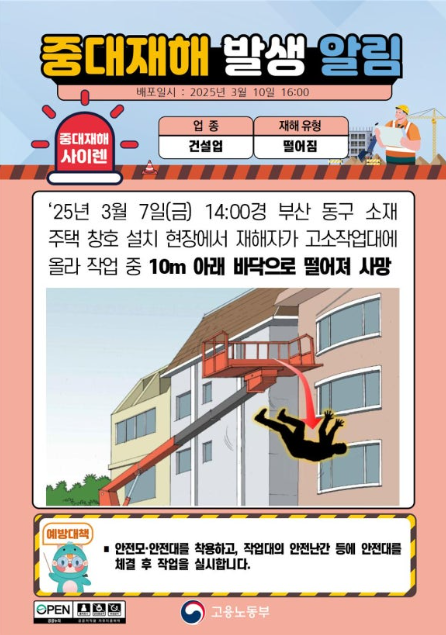 중대재해 발생 알림
배포일시 : 2025년 3월 10일 16:00
중대재해
사이렌
업 종
재해 유형
건설업
떨어짐
‘25년 3월 7일(금) 14:00경 부산 동구 소재
주택 창호 설치 현장에서 재해자가 고소작업대에
올라 작업 중 10m 아래 바닥으로 떨어져 사망
예방대책
▪ 안전모·안전대를 착용하고, 작업대의 안전난간 등에 안전대를
체결 후 작업을 실시합니다.
OPEN
고용노동부